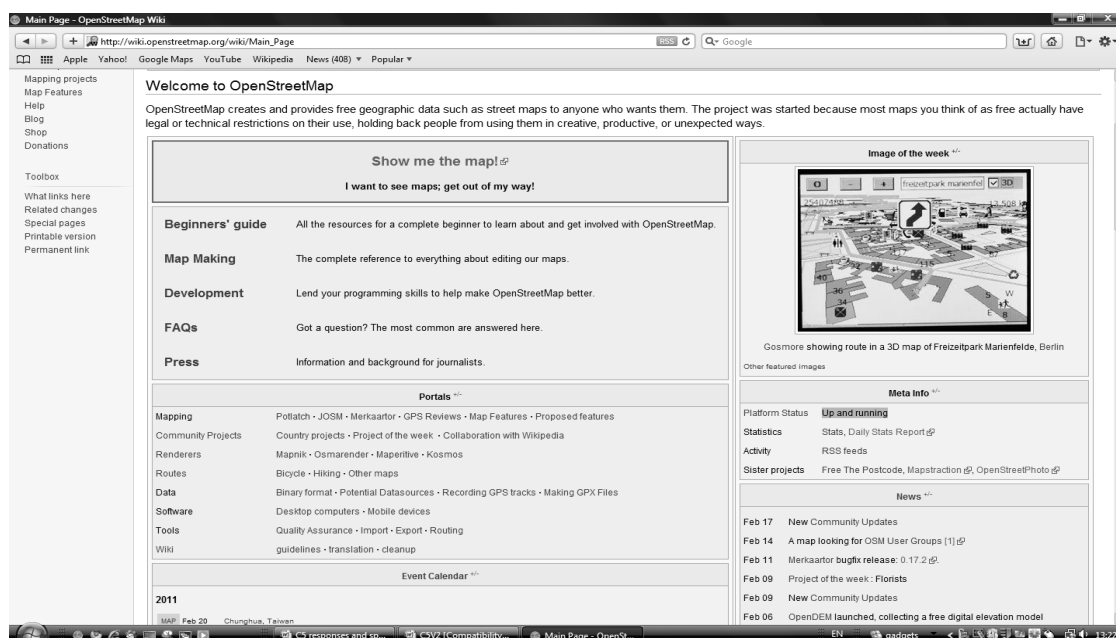 Main Page - OpenStreetMap Wiki
http://wiki.openstreetmap.org/wiki/Main_Page
RSS
Google
Apple Yahoo! Google Maps YouTube Wikipedia News (408) Popular
Mapping projects
Map Features
Help
Blog
Shop
Donations
Toolbox
What links here
Related changes
Special pages
Printable version
Permanent link
Welcome to OpenStreetMap
OpenStreetMap creates and provides free geographic data such as street maps to anyone who wants them. The project was started because most maps you think of as free actually have
legal or technical restrictions on their use, holding back people from using them in creative, productive, or unexpected ways.
Show me the map!
I want to see maps; get out of my way!
Beginners' guide All the resources for a complete beginner to learn about and get involved with OpenStreetMap.
Map Making The complete reference to everything about editing our maps.
Development Lend your programming skills to help make OpenStreetMap better.
FAQs Got a question? The most common are answered here.
Press Information and background for journalists.
Portals +/-
Mapping Potlatch · JOSM · Merkaartor · GPS Reviews · Map Features · Proposed features
Community Projects Country projects · Project of the week · Collaboration with Wikipedia
Renderers Mapnik · Osmarender · Maperitive · Kosmos
Routes Bicycle · Hiking · Other maps
Data Binary format · Potential Datasources · Recording GPS tracks · Making GPX Files
Software Desktop computers · Mobile devices
Tools Quality Assurance · Import · Export · Routing
Wiki guidelines · translation · cleanup
Event Calendar +/-
2011
MAP Feb 20 Chunghua, Taiwan
Image of the week +/-
freizeitpark marienfel 3D
35407488
115
40
36
34
S W
E 8
Gosmore showing route in a 3D map of Freizeitpark Marienfelde, Berlin
Other featured images
Meta Info +/-
Platform Status Up and running
Statistics Stats, Daily Stats Report
Activity RSS feeds
Sister projects Free The Postcode, Mapstraction, OpenStreetPhoto
News +/-
Feb 17 New Community Updates
Feb 14 A map looking for OSM User Groups [1]
Feb 11 Merkaartor bugfix release: 0.17.2.
Feb 09 Project of the week : Florists
Feb 09 New Community Updates
Feb 06 OpenDEM launched, collecting a free digital elevation model
C5 responses and sp... C5V2 [Compatibility... Main Page - OpenSt... EN gadgets